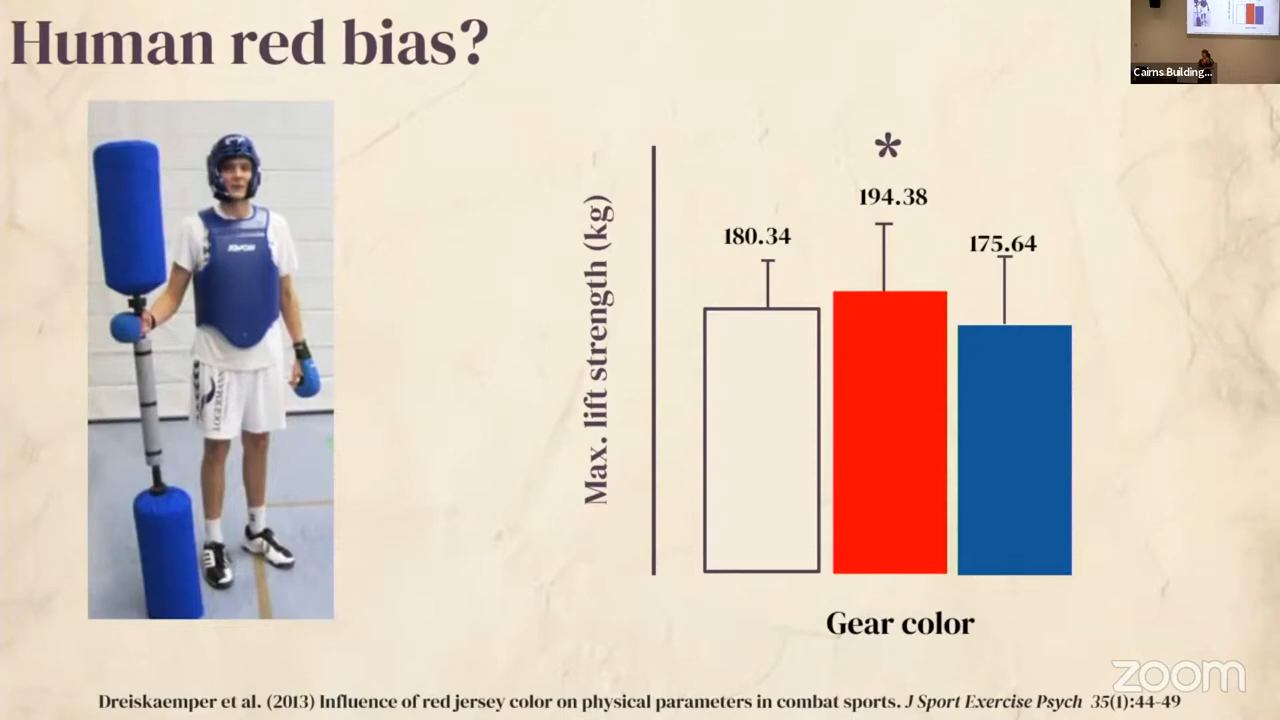 Human red bias?
Cairns Building...
KWON
LOGERMANN
*
194.38
180.34
175.64
Max. lift strength (kg)
Gear color
zoom
Dreiskaemper et al. (2013) Influence of red jersey color on physical parameters in combat sports. J Sport Exercise Psych 35(1):44-49